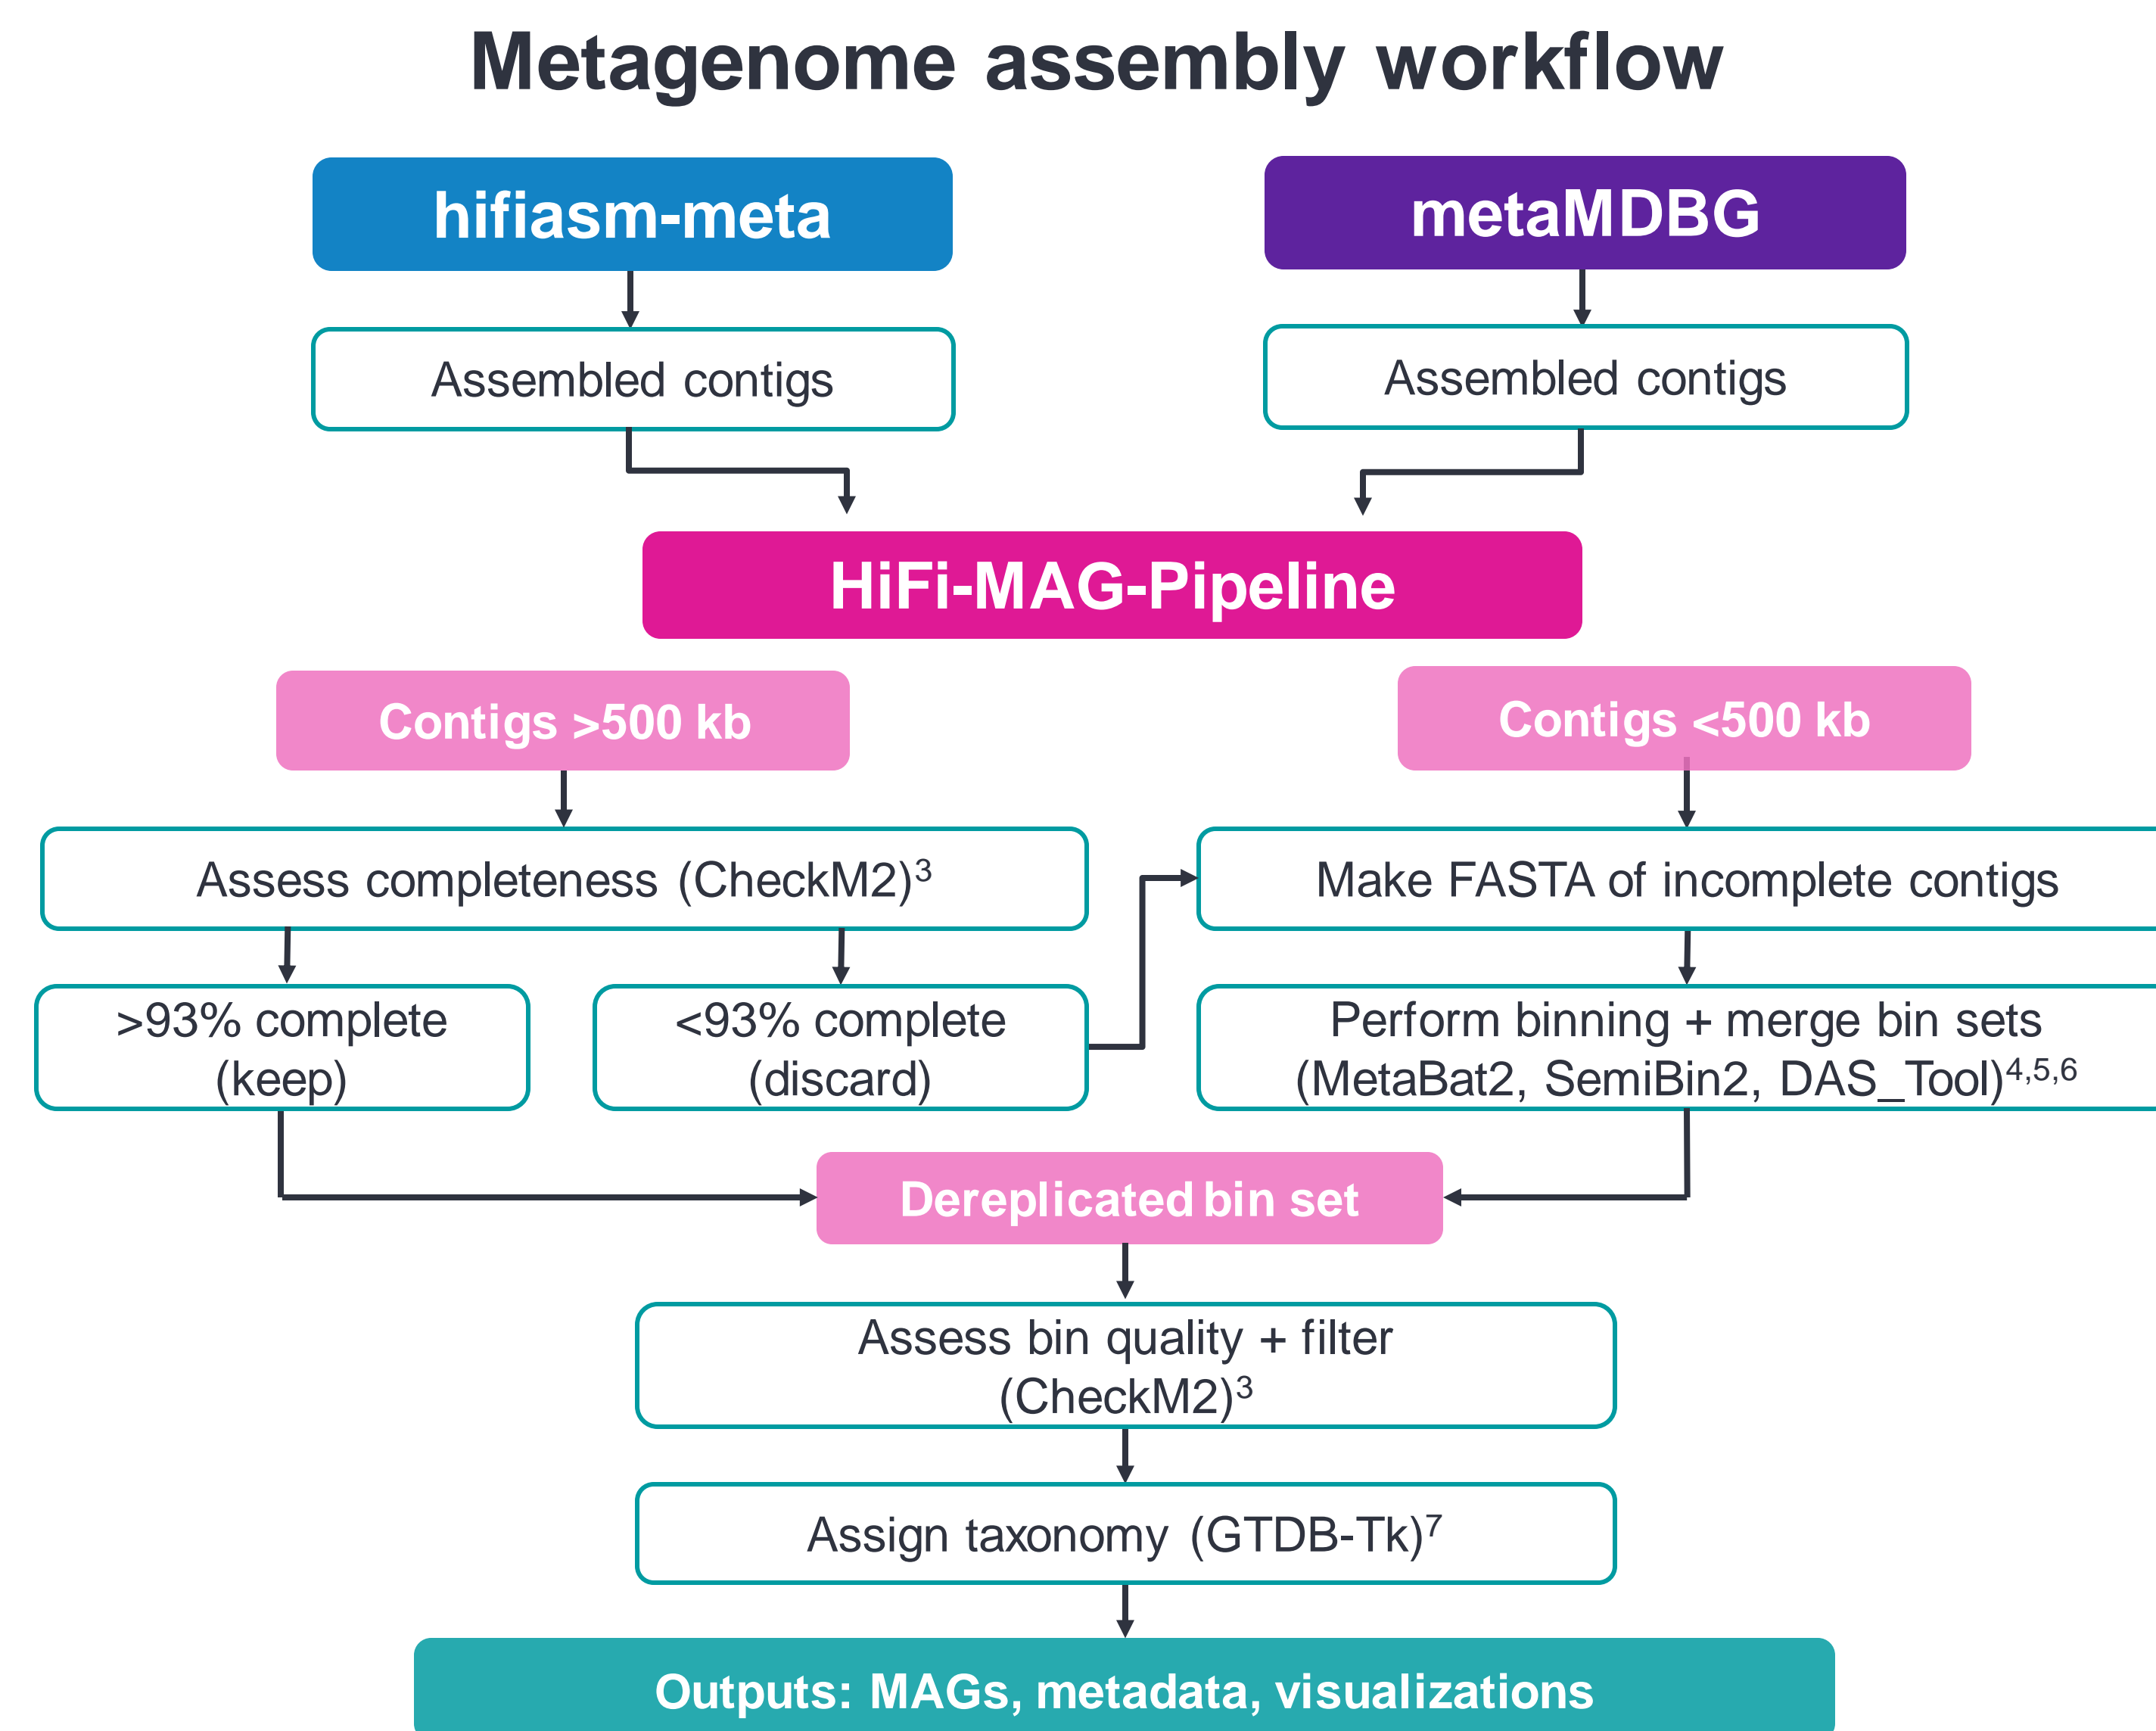 Metagenome assembly workflow
hifiasm-meta
metaMDBG
Assembled contigs
Assembled contigs
HiFi-MAG-Pipeline
Contigs >500 kb
Contigs <500 kb
Assess completeness (CheckM2)³
Make FASTA of incomplete contigs
>93% complete
(keep)
<93% complete
(discard)
Perform binning + merge bin sets
(MetaBat2, SemiBin2, DAS_Tool)⁴,⁵,⁶
Dereplicated bin set
Assess bin quality + filter
(CheckM2)³
Assign taxonomy (GTDB-Tk)⁷
Outputs: MAGs, metadata, visualizations